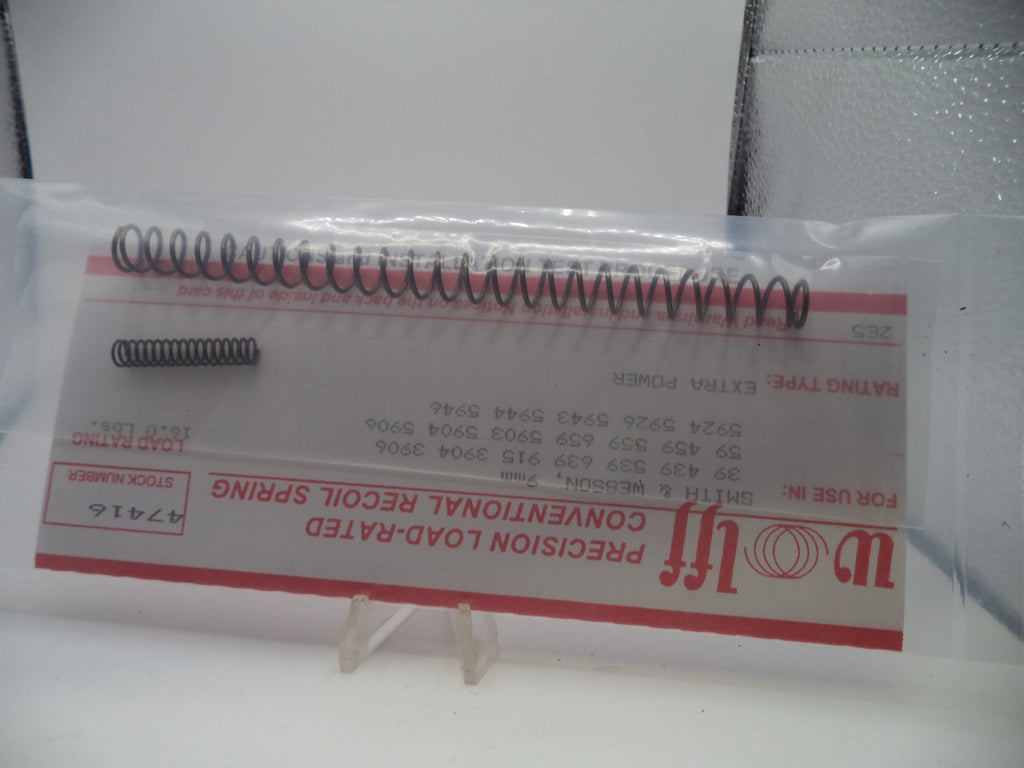 Wolff
PRECISION LOAD-RATED
CONVENTIONAL RECOIL SPRING
STOCK NUMBER
47416
FOR USE IN:
SMITH & WESSON, 9mm
39 439 539 639 915 3904 3906
59 459 559 659 5903 5904 5906
5924 5926 5943 5944 5946
LOAD RATING
16.0 Lbs.
RATING TYPE: EXTRA POWER
2E5
Read Warnings and Installation Notices on the back and inside of this card